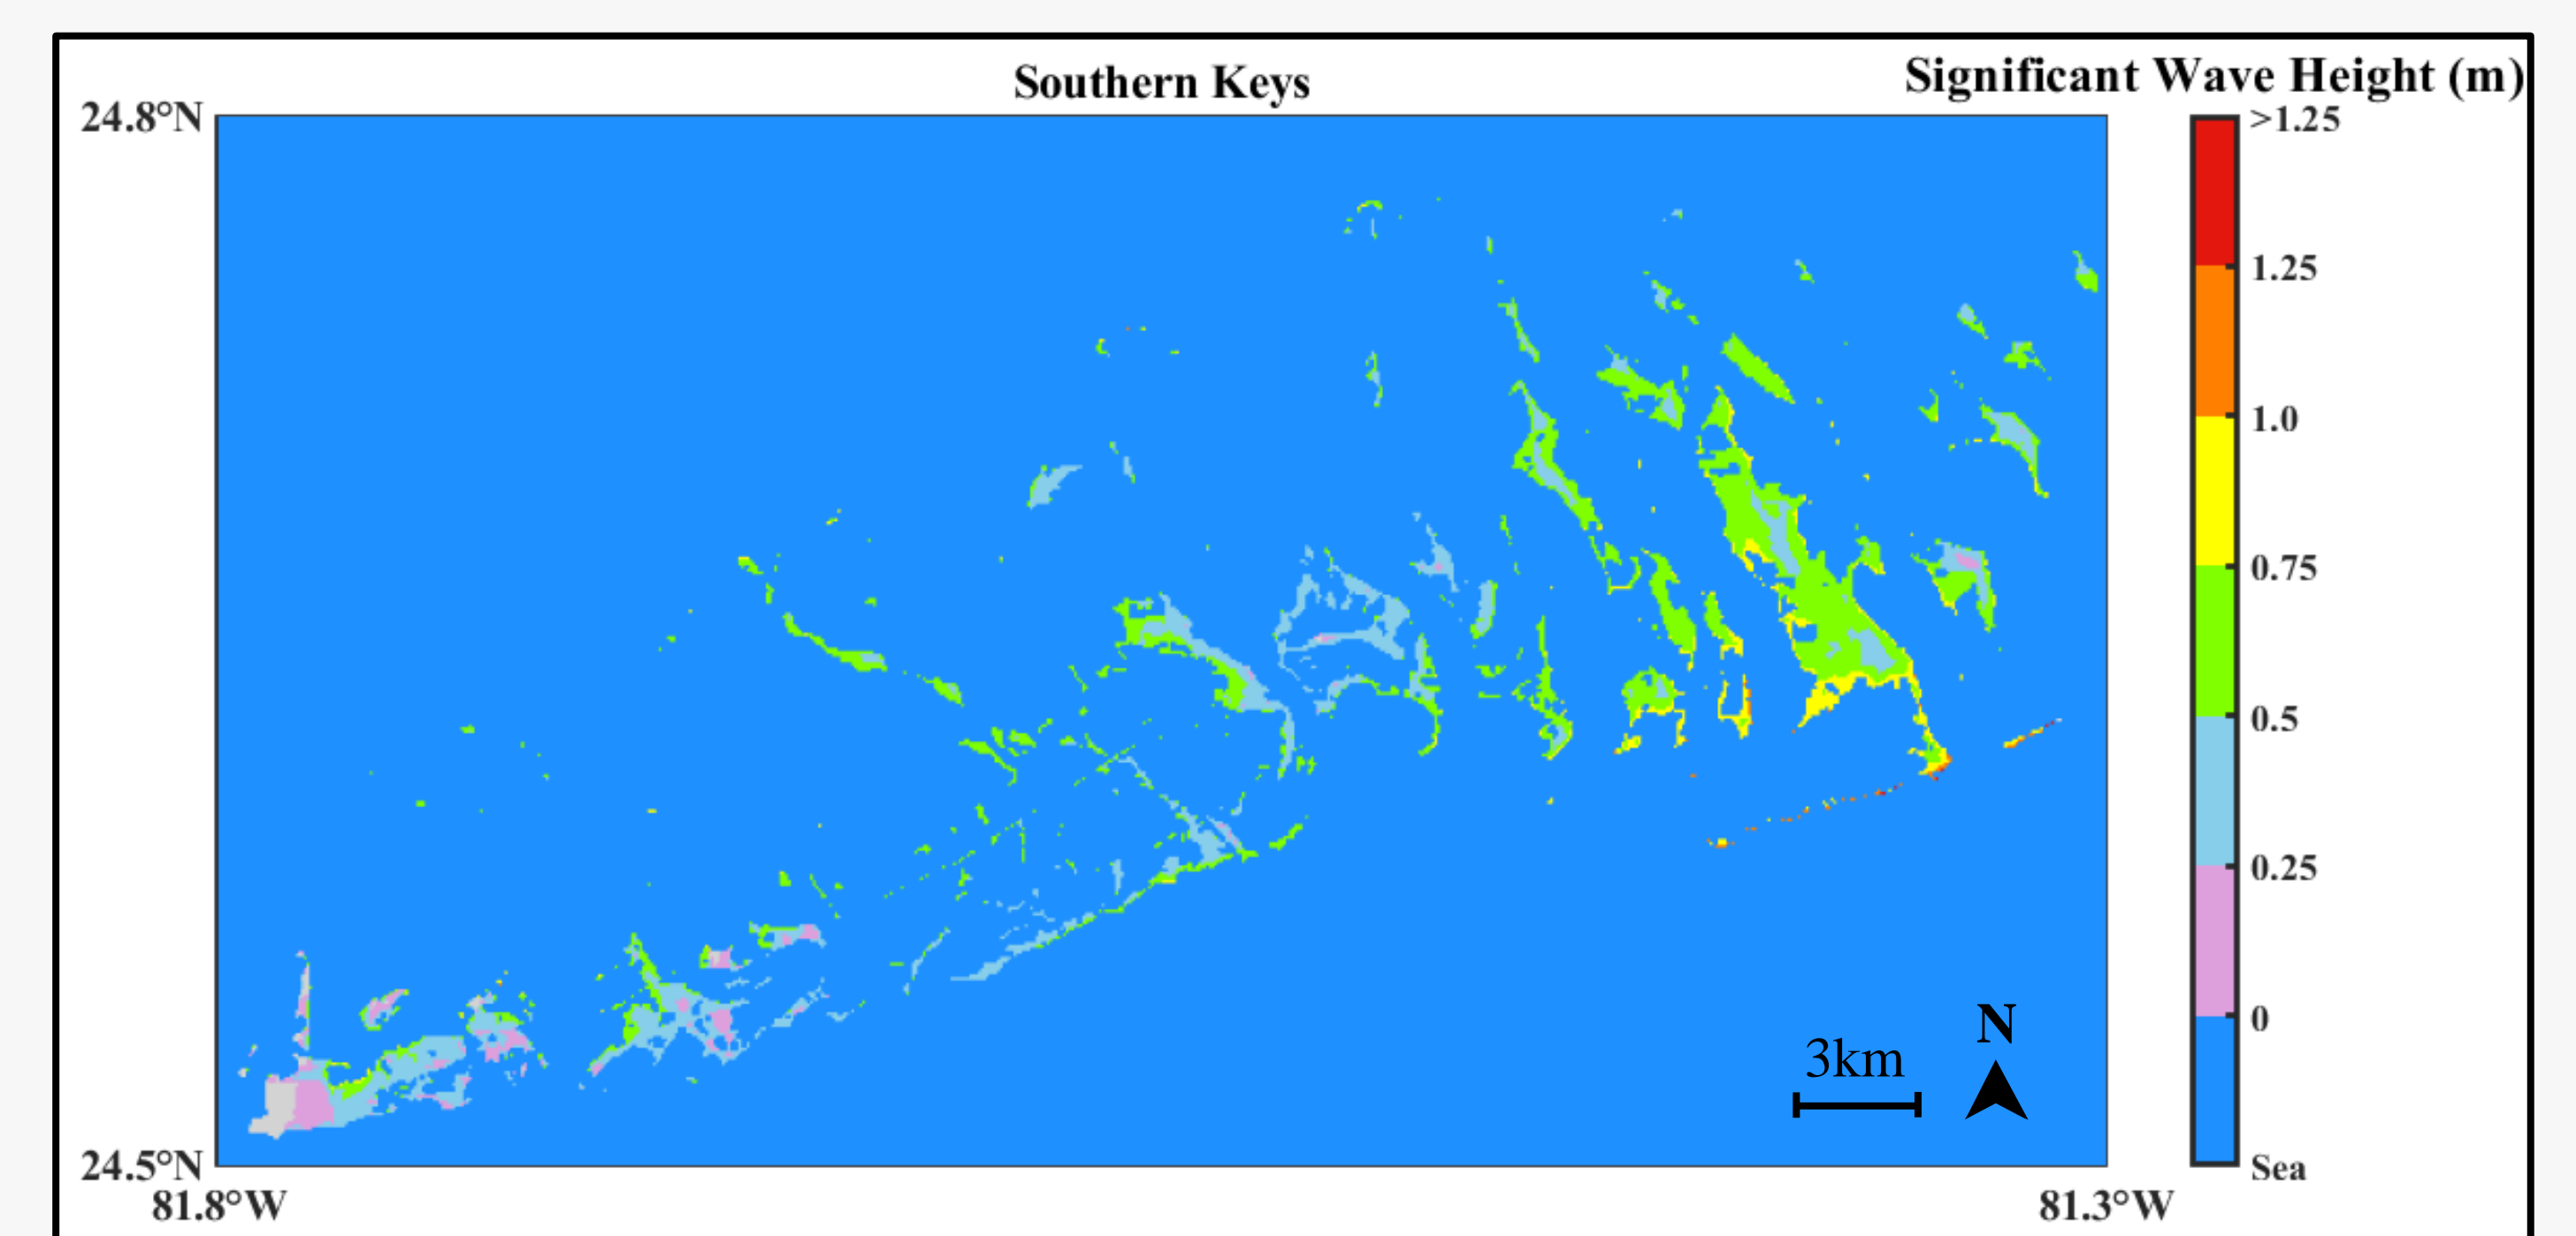 Southern Keys
Significant Wave Height (m)
24.8°N
>1.25
1.25
1.0
0.75
0.5
0.25
0
Sea
N
3km
24.5°N
81.8°W
81.3°W